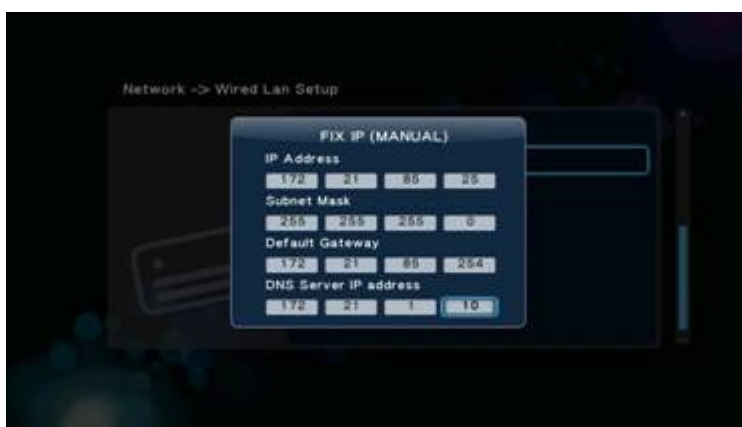 Network -> Wired Lan Setup
FIX IP (MANUAL)
IP Address
172 21 85 25
Subnet Mask
255 255 255 0
Default Gateway
172 21 85 254
DNS Server IP address
172 21 1 10